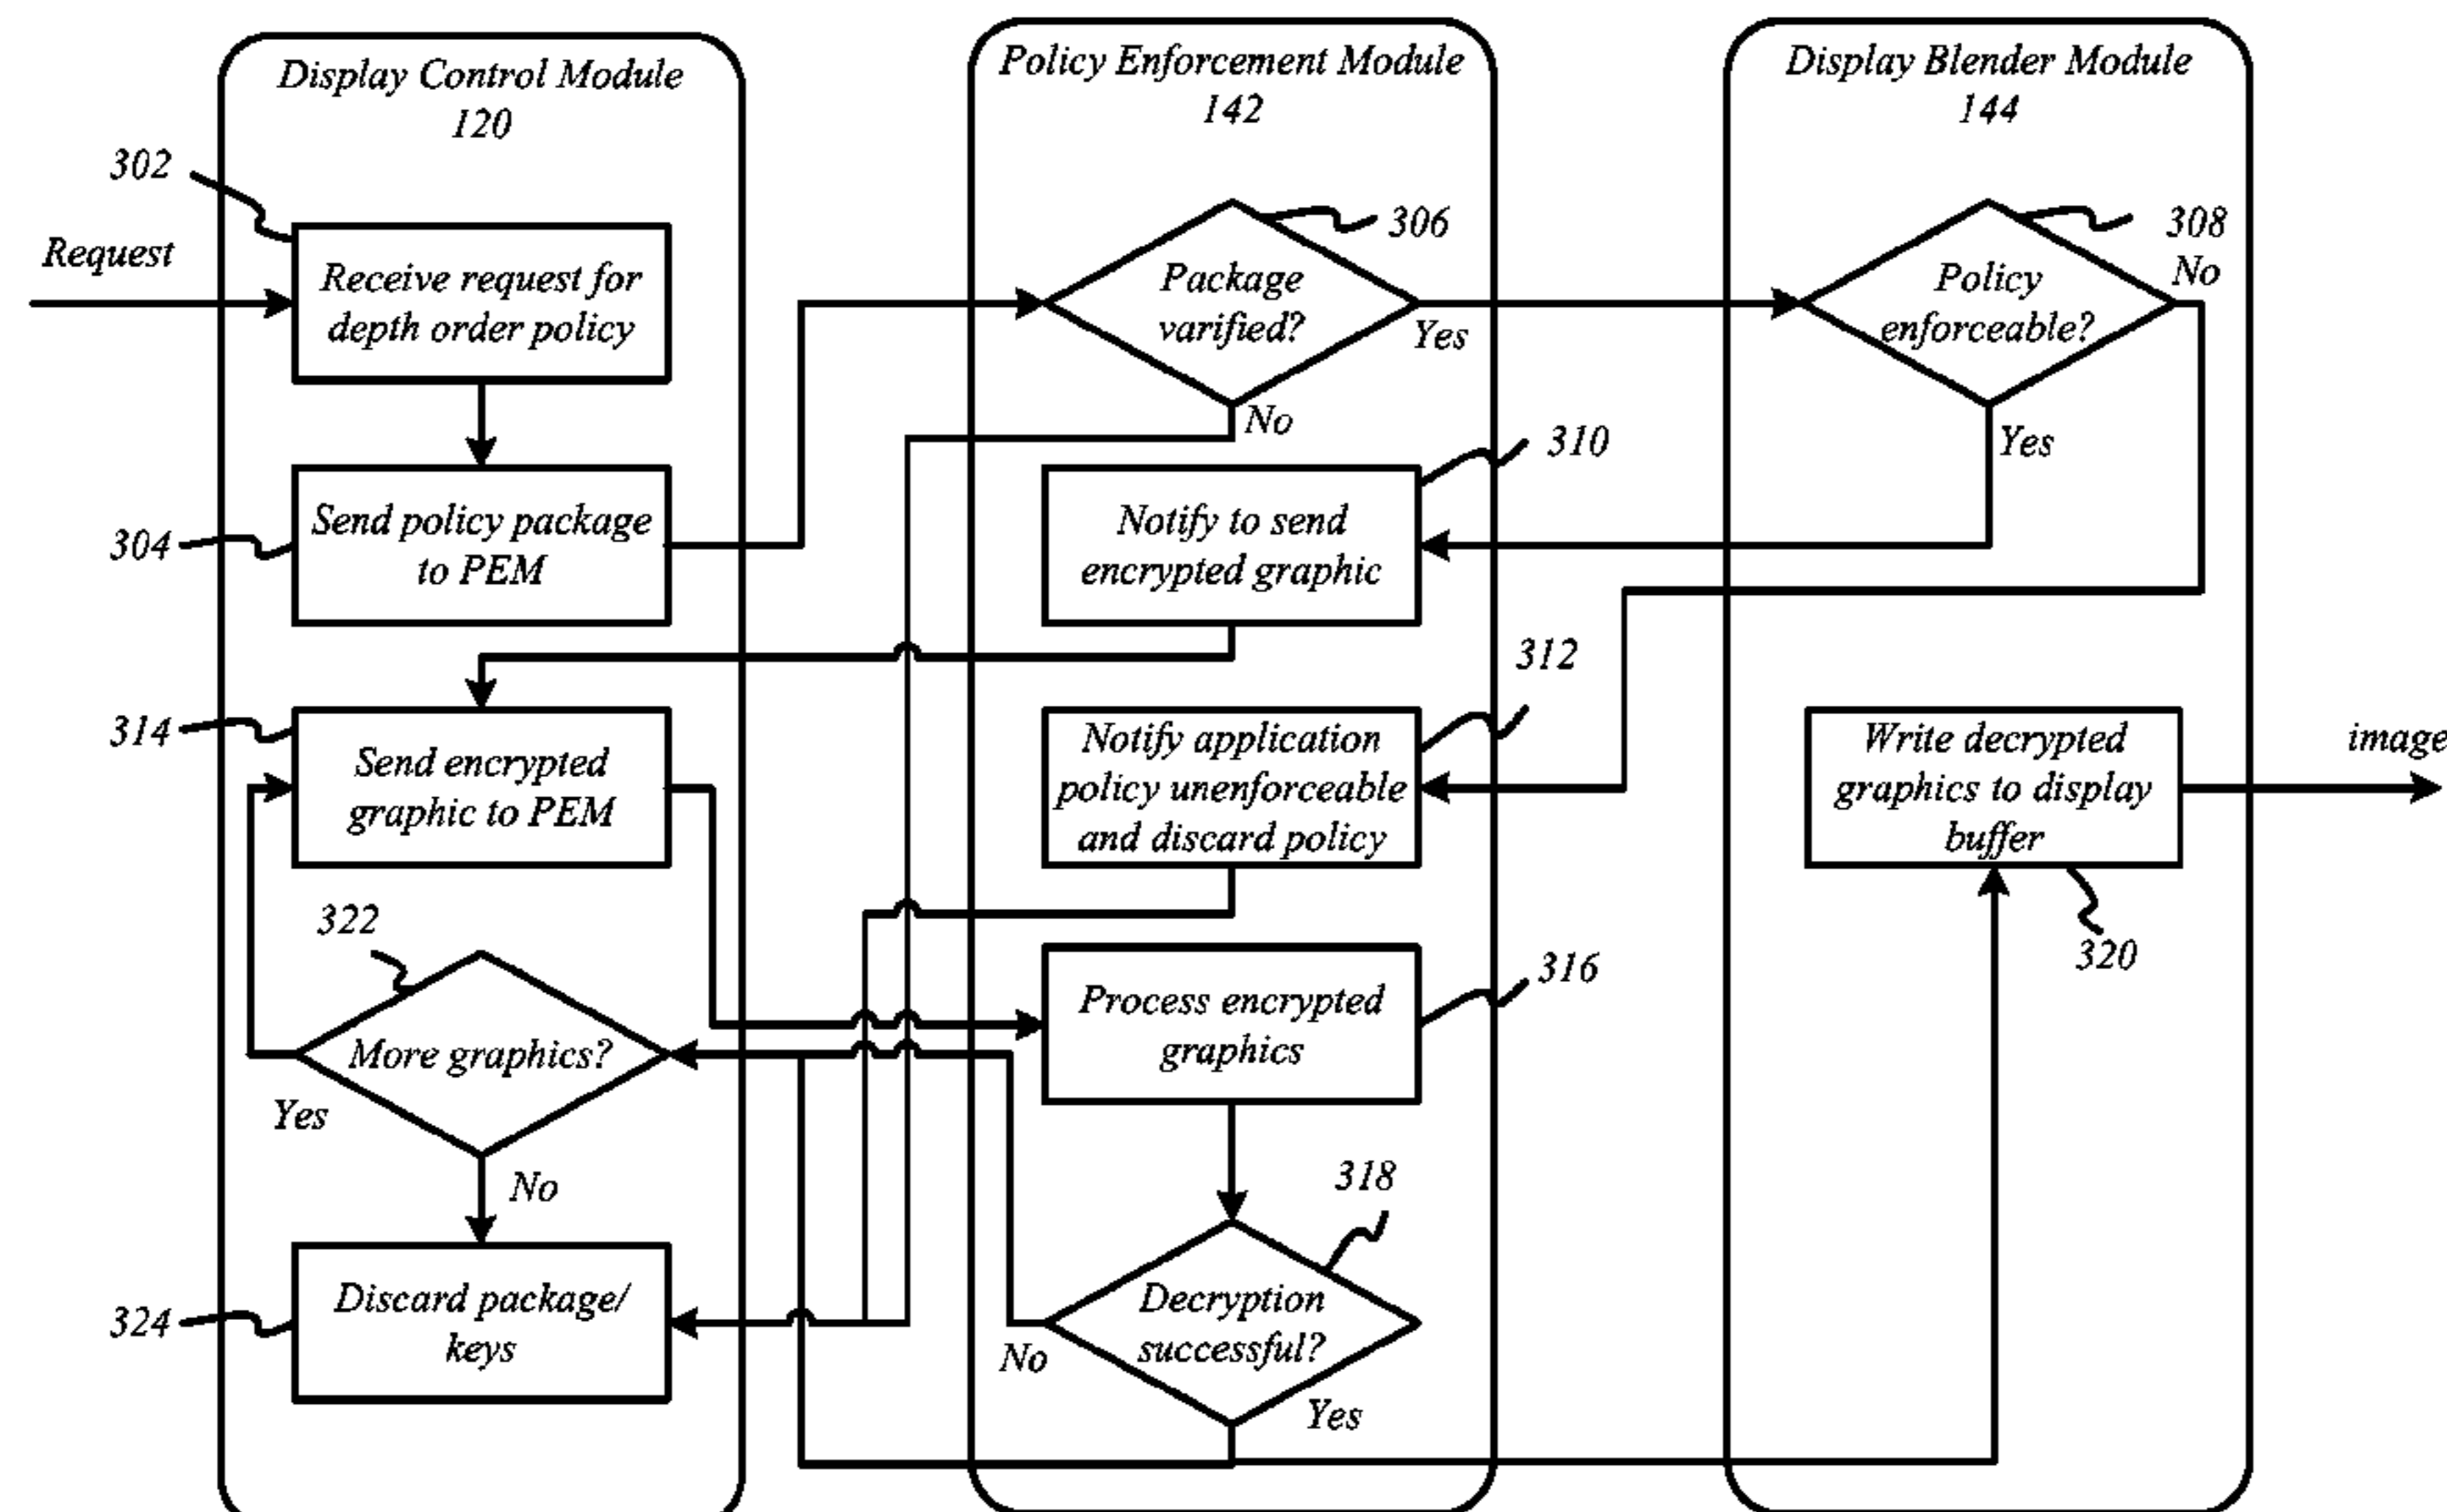 Display Control Module
120
302
Request
Receive request for
depth order policy
304
Send policy package
to PEM
314
Send encrypted
graphic to PEM
322
More graphics?
Yes
No
324
Discard package/
keys
Policy Enforcement Module
142
306
Package
varified?
Yes
No
310
Notify to send
encrypted graphic
312
Notify application
policy unenforceable
and discard policy
316
Process encrypted
graphics
318
Decryption
successful?
No
Yes
Display Blender Module
144
308
No
Policy
enforceable?
Yes
Write decrypted
graphics to display
buffer
image
320